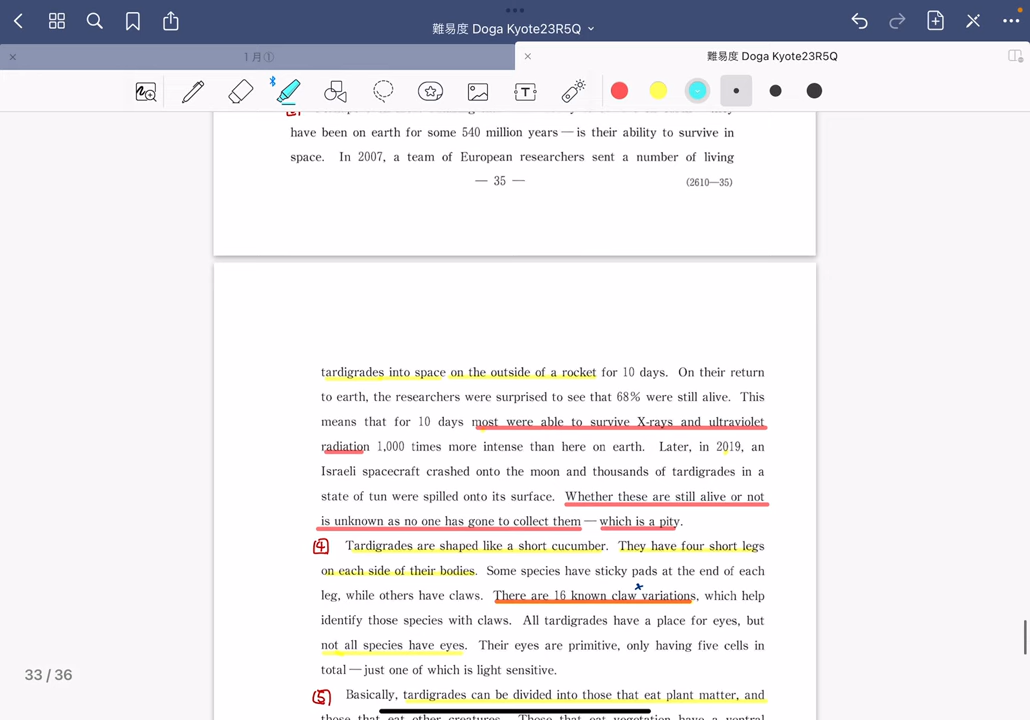 難易度 Doga Kyote23R5Q
1 月①
難易度 Doga Kyote23R5Q
have been on earth for some 540 million years — is their ability to survive in
space. In 2007, a team of European researchers sent a number of living
— 35 —
(2610—35)
tardigrades into space on the outside of a rocket for 10 days. On their return
to earth, the researchers were surprised to see that 68% were still alive. This
means that for 10 days most were able to survive X-rays and ultraviolet
radiation 1,000 times more intense than here on earth. Later, in 2019, an
Israeli spacecraft crashed onto the moon and thousands of tardigrades in a
state of tun were spilled onto its surface. Whether these are still alive or not
is unknown as no one has gone to collect them — which is a pity.
(4) Tardigrades are shaped like a short cucumber. They have four short legs
on each side of their bodies. Some species have sticky pads at the end of each
leg, while others have claws. There are 16 known claw variations, which help
identify those species with claws. All tardigrades have a place for eyes, but
not all species have eyes. Their eyes are primitive, only having five cells in
total — just one of which is light sensitive.
(5) Basically, tardigrades can be divided into those that eat plant matter, and
those that eat other creatures. Those that eat vegetation have a ventral
33 / 36